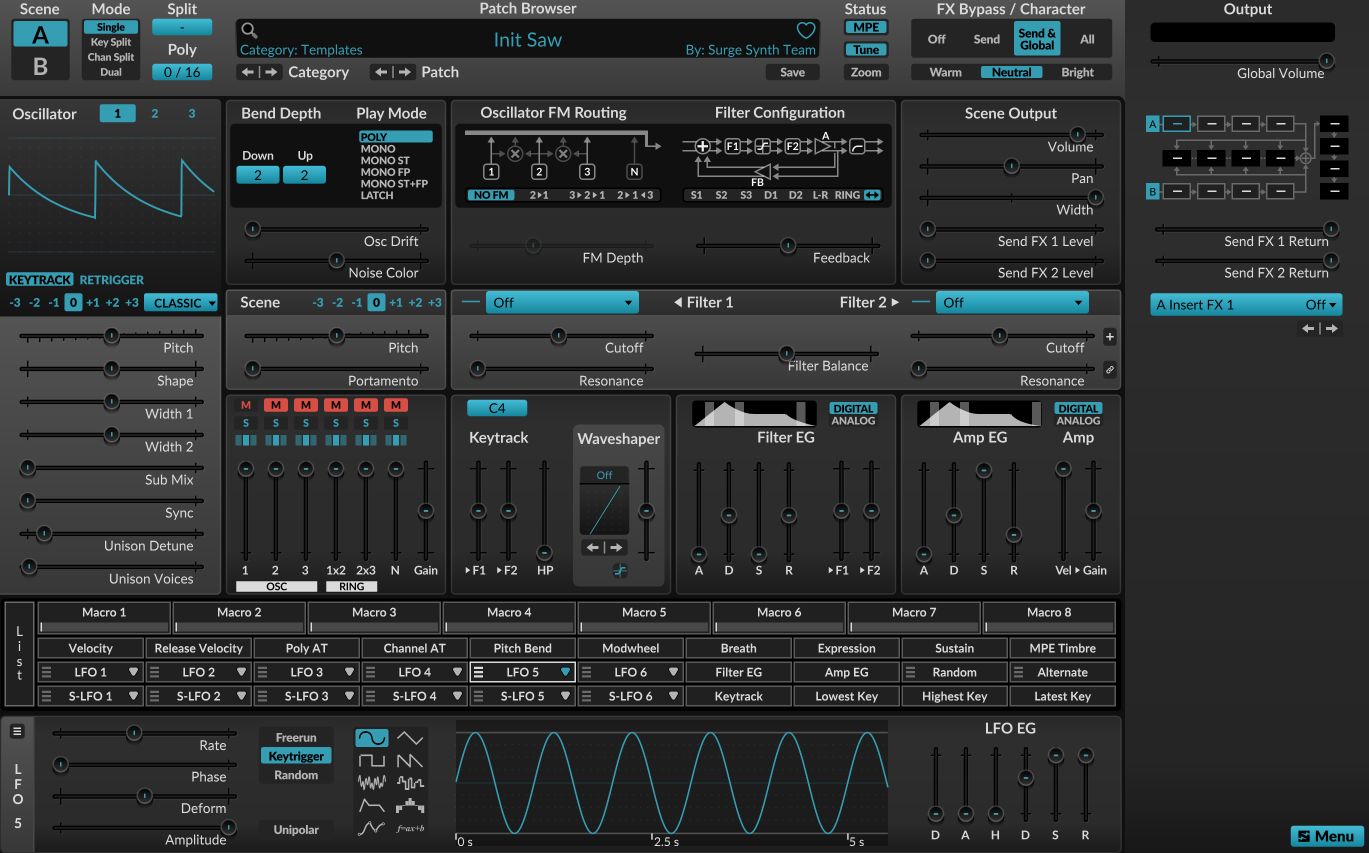 Scene
Mode
Split
Patch Browser
Status
FX Bypass / Character
Output
A
B
Single
Key Split
Chan Split
Dual
-
Poly
0 / 16
Init Saw
Category: Templates
By: Surge Synth Team
Category
Patch
Save
MPE
Tune
Zoom
Off
Send
Send &
Global
All
Warm
Neutral
Bright
Global Volume
Oscillator
1
2
3
KEYTRACK
RETRIGGER
-3
-2
-1
0
+1
+2
+3
CLASSIC
Pitch
Shape
Width 1
Width 2
Sub Mix
Sync
Unison Detune
Unison Voices
Bend Depth
Down
Up
2
2
Play Mode
POLY
MONO
MONO ST
MONO FP
MONO ST+FP
LATCH
Osc Drift
Noise Color
Oscillator FM Routing
1
2
3
N
NO FM
2▸1
3▸2▸1
2▸1◂3
FM Depth
Filter Configuration
F1
F2
A
FB
S1
S2
S3
D1
D2
L-R
RING
Feedback
Scene Output
Volume
Pan
Width
Send FX 1 Level
Send FX 2 Level
A
B
Send FX 1 Return
Send FX 2 Return
A Insert FX 1
Off
Scene
-3
-2
-1
0
+1
+2
+3
Pitch
Portamento
Off
Filter 1
Filter 2
Off
Cutoff
Resonance
Filter Balance
Cutoff
Resonance
+
M
M
M
M
M
M
S
S
S
S
S
S
1
2
3
1x2
2x3
N
Gain
OSC
RING
C4
Keytrack
▸F1
▸F2
HP
Waveshaper
Off
DIGITAL
ANALOG
Filter EG
A
D
S
R
▸F1
▸F2
DIGITAL
ANALOG
Amp EG
Amp
A
D
S
R
Vel ▸ Gain
List
Macro 1
Macro 2
Macro 3
Macro 4
Macro 5
Macro 6
Macro 7
Macro 8
Velocity
Release Velocity
Poly AT
Channel AT
Pitch Bend
Modwheel
Breath
Expression
Sustain
MPE Timbre
LFO 1
LFO 2
LFO 3
LFO 4
LFO 5
LFO 6
Filter EG
Amp EG
Random
Alternate
S-LFO 1
S-LFO 2
S-LFO 3
S-LFO 4
S-LFO 5
S-LFO 6
Keytrack
Lowest Key
Highest Key
Latest Key
LFO 5
Rate
Phase
Deform
Amplitude
Freerun
Keytrigger
Random
Unipolar
f=ax+b
0 s
2.5 s
5 s
LFO EG
D
A
H
D
S
R
Menu